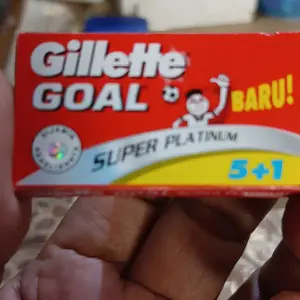 Gillette
GOAL
BARU!
SUPER PLATINUM
5+1